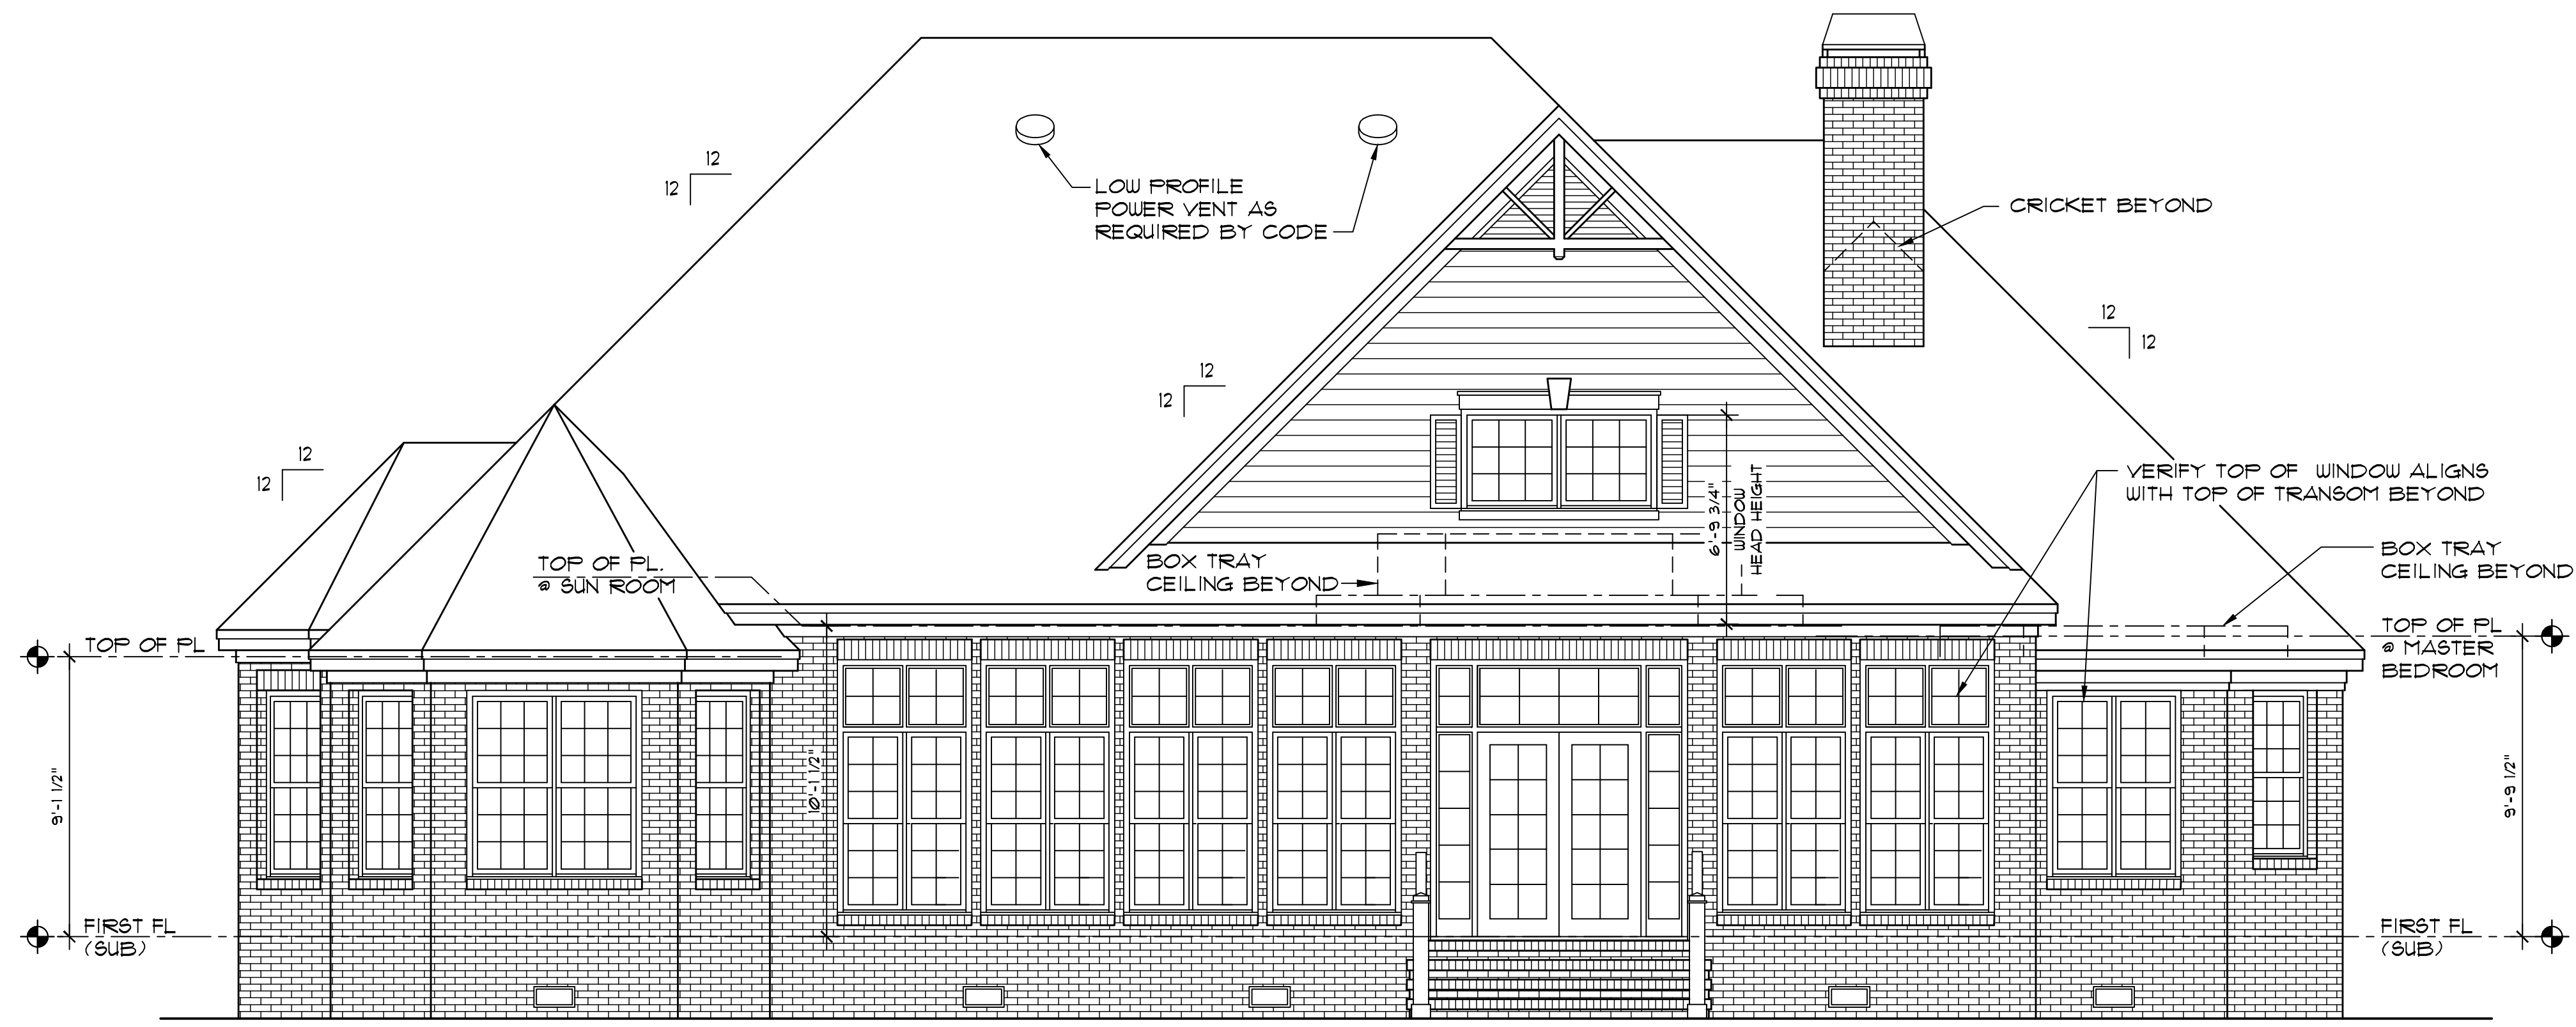 12
12
LOW PROFILE
POWER VENT AS
REQUIRED BY CODE
CRICKET BEYOND
12
12
12
12
12
12
VERIFY TOP OF WINDOW ALIGNS
WITH TOP OF TRANSOM BEYOND
6'-9 3/4"
WINDOW
HEAD HEIGHT
TOP OF PL.
@ SUN ROOM
BOX TRAY
CEILING BEYOND
BOX TRAY
CEILING BEYOND
TOP OF PL
TOP OF PL
@ MASTER
BEDROOM
9'-1 1/2"
10'-1 1/2"
9'-9 1/2"
FIRST FL
(SUB)
FIRST FL
(SUB)